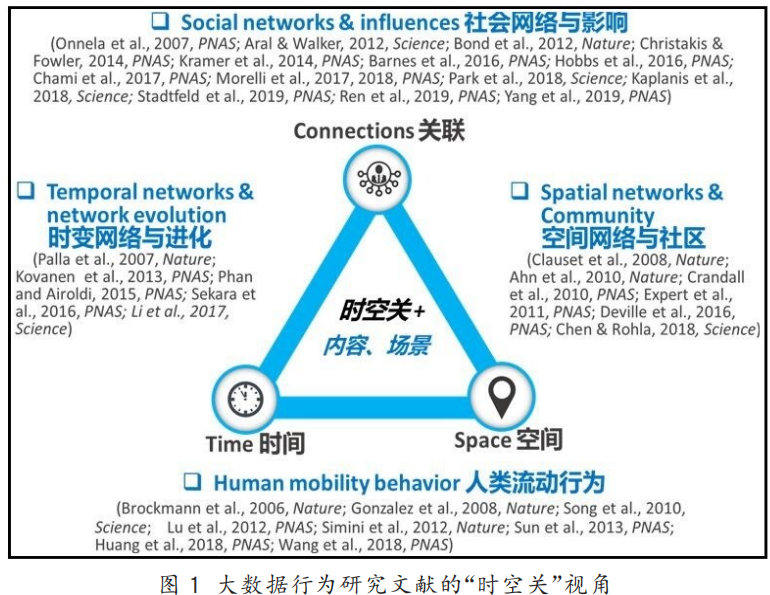 ❑ Social networks & influences 社会网络与影响
(Onnela et al., 2007, PNAS; Aral & Walker, 2012, Science; Bond et al., 2012, Nature; Christakis &
Fowler, 2014, PNAS; Kramer et al., 2014, PNAS; Barnes et al., 2016, PNAS; Hobbs et al., 2016, PNAS;
Chami et al., 2017, PNAS; Morelli et al., 2017, 2018, PNAS; Park et al., 2018, Science; Kaplanis et al.,
2018, Science; Stadtfeld et al., 2019, PNAS; Ren et al., 2019, PNAS; Yang et al., 2019, PNAS)
Connections 关联
❑ Temporal networks &
network evolution
时变网络与进化
(Palla et al., 2007, Nature;
Kovanen et al., 2013, PNAS; Phan
and Airoldi, 2015, PNAS; Sekara et
al., 2016, PNAS; Li et al., 2017,
Science)
❑ Spatial networks &
Community
空间网络与社区
(Clauset et al., 2008, Nature;
Ahn et al., 2010, Nature; Crandall
et al., 2010, PNAS; Expert et al.,
2011, PNAS; Deville et al., 2016,
PNAS; Chen & Rohla, 2018, Science)
时空关+
内容、场景
Time 时间
Space 空间
❑ Human mobility behavior 人类流动行为
(Brockmann et al., 2006, Nature; Gonzalez et al., 2008, Nature; Song et al., 2010,
Science; Lu et al., 2012, PNAS; Simini et al., 2012, Nature; Sun et al., 2013, PNAS;
Huang et al., 2018, PNAS; Wang et al., 2018, PNAS)
图 1 大数据行为研究文献的“时空关”视角